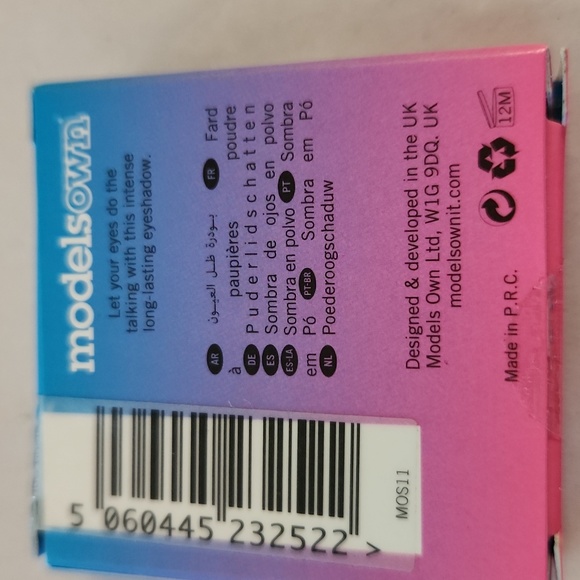 modelsown
Let your eyes do the
talking with this intense
long-lasting eyeshadow.
AR بودرة ظل العيون FR Fard
à paupières poudre
DE Puderlidschatten
ES Sombra de ojos en polvo
ES-LA Sombra en polvo PT Sombra
em Pó PT-BR Sombra em Pó
NL Poederoogschaduw
Designed & developed in the UK
Models Own Ltd, W1G 9DQ. UK
modelsownit.com
Made in P.R.C.
12M
5 060445 232522 >
MOS11